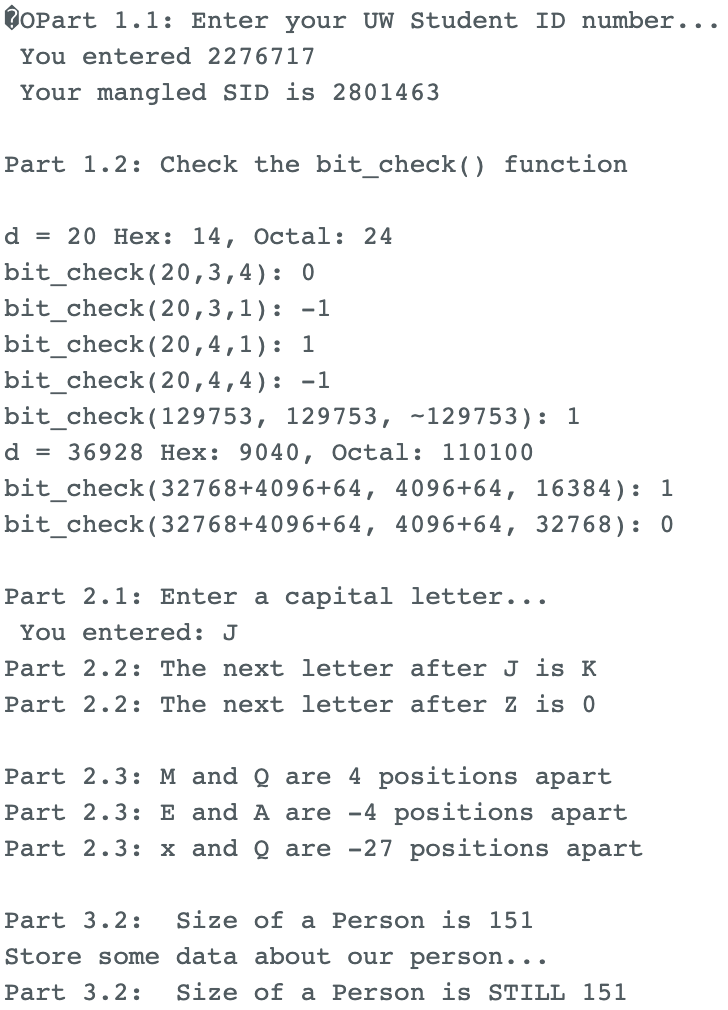 �OPart 1.1: Enter your UW Student ID number...
You entered 2276717
Your mangled SID is 2801463
Part 1.2: Check the bit_check() function
d = 20 Hex: 14, Octal: 24
bit_check(20,3,4): 0
bit_check(20,3,1): -1
bit_check(20,4,1): 1
bit_check(20,4,4): -1
bit_check(129753, 129753, ~129753): 1
d = 36928 Hex: 9040, Octal: 110100
bit_check(32768+4096+64, 4096+64, 16384): 1
bit_check(32768+4096+64, 4096+64, 32768): 0
Part 2.1: Enter a capital letter...
You entered: J
Part 2.2: The next letter after J is K
Part 2.2: The next letter after Z is 0
Part 2.3: M and Q are 4 positions apart
Part 2.3: E and A are -4 positions apart
Part 2.3: x and Q are -27 positions apart
Part 3.2:  Size of a Person is 151
Store some data about our person...
Part 3.2:  Size of a Person is STILL 151